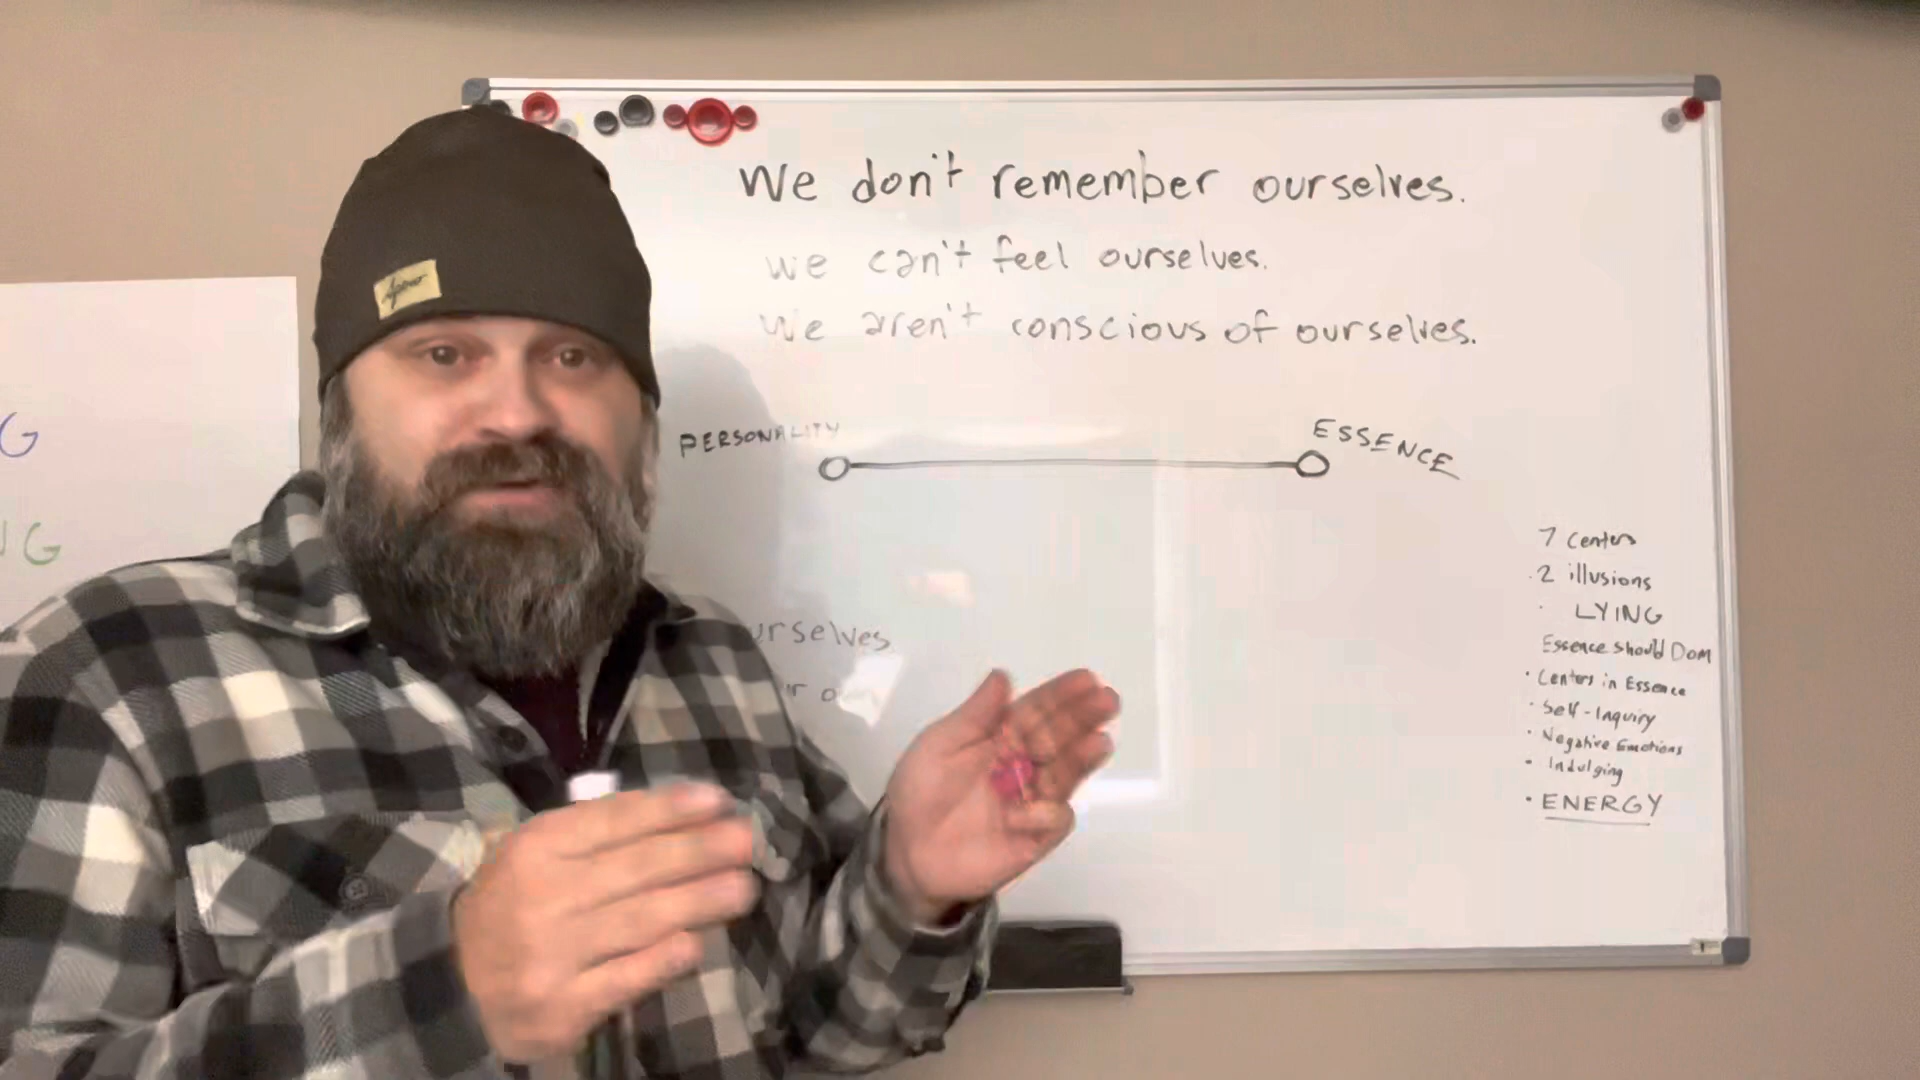 We don't remember ourselves.
We can't feel ourselves.
We aren't conscious of ourselves.
PERSONALITY
ESSENCE
7 Centers
2 illusions
LYING
Essence should Dom
• Centers in Essence
• Self-Inquiry
• Negative Emotions
• Indulging
• ENERGY
urselves
G
NG